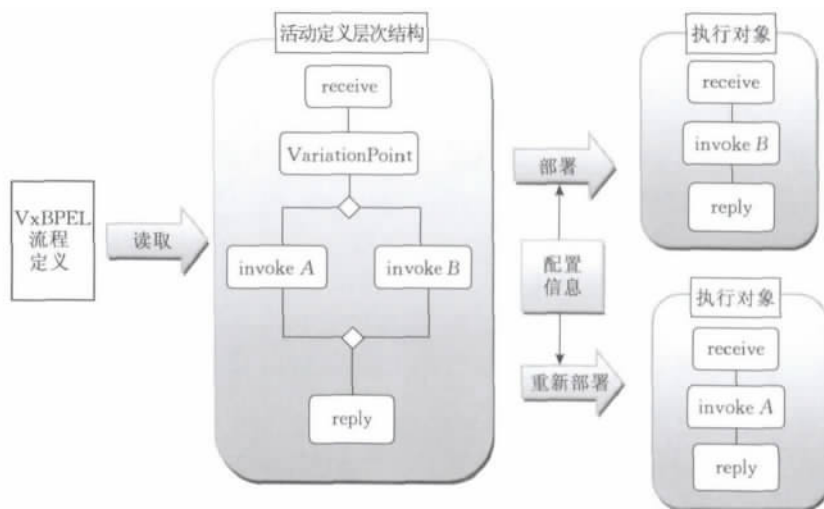 VxBPEL
流程
定义
读取
活动定义层次结构
receive
VariationPoint
invoke A
invoke B
reply
部署
配置
信息
重新部署
执行对象
receive
invoke B
reply
执行对象
receive
invoke A
reply